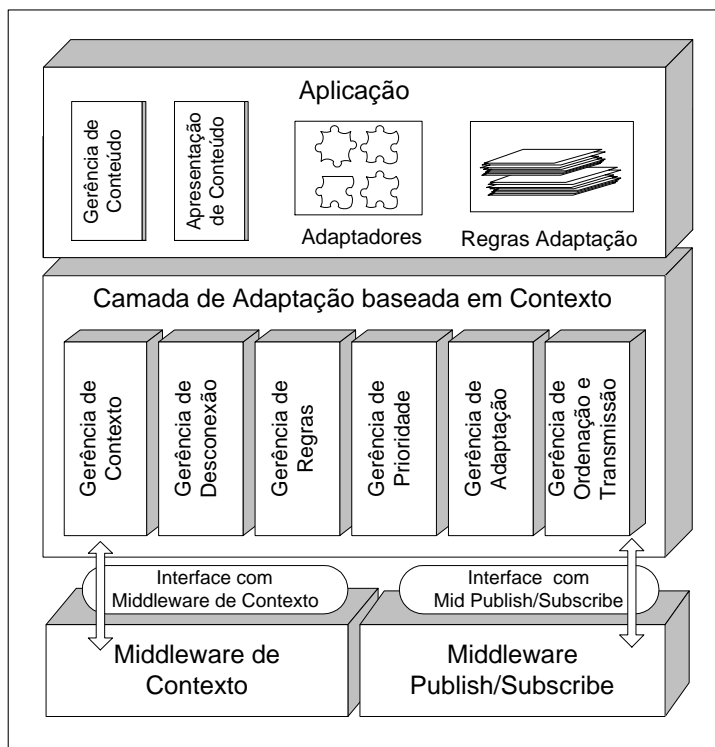 Aplicação
Gerência de
Conteúdo
Apresentação
de Conteúdo
Adaptadores
Regras Adaptação
Camada de Adaptação baseada em Contexto
Gerência de
Contexto
Gerência de
Desconexão
Gerência de
Regras
Gerência de
Prioridade
Gerência de
Adaptação
Gerência de
Ordenação e
Transmissão
Interface com
Middleware de Contexto
Interface com
Mid Publish/Subscribe
Middleware de
Contexto
Middleware
Publish/Subscribe